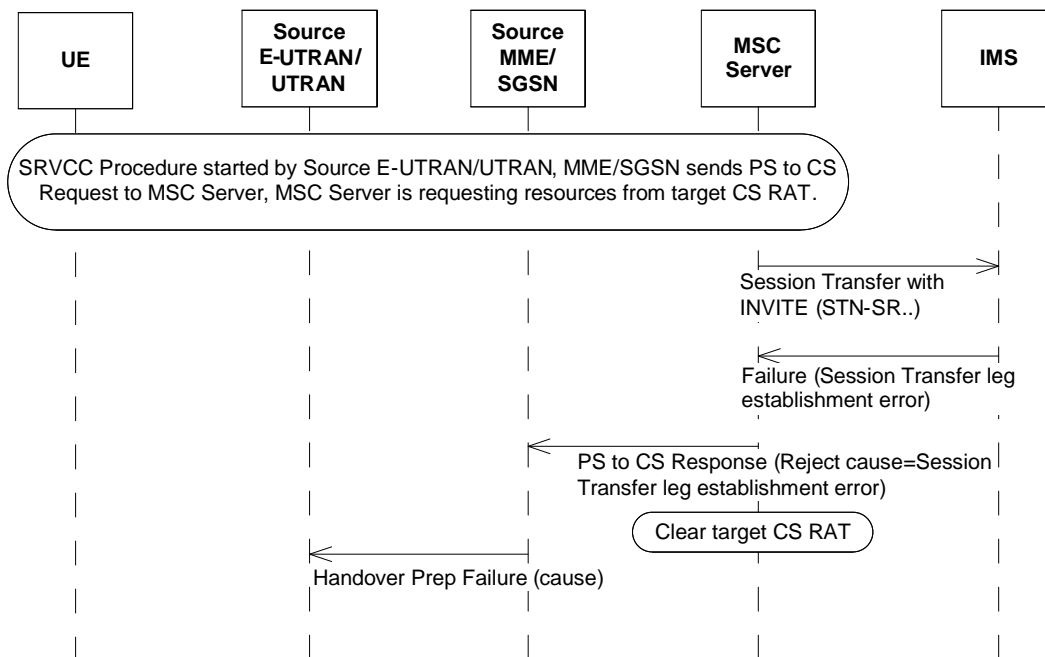 UE
Source
E-UTRAN/
UTRAN
Source
MME/
SGSN
MSC
Server
IMS
SRVCC Procedure started by Source E-UTRAN/UTRAN, MME/SGSN sends PS to CS
Request to MSC Server, MSC Server is requesting resources from target CS RAT.
Session Transfer with
INVITE (STN-SR..)
Failure (Session Transfer leg
establishment error)
PS to CS Response (Reject cause=Session
Transfer leg establishment error)
Clear target CS RAT
Handover Prep Failure (cause)